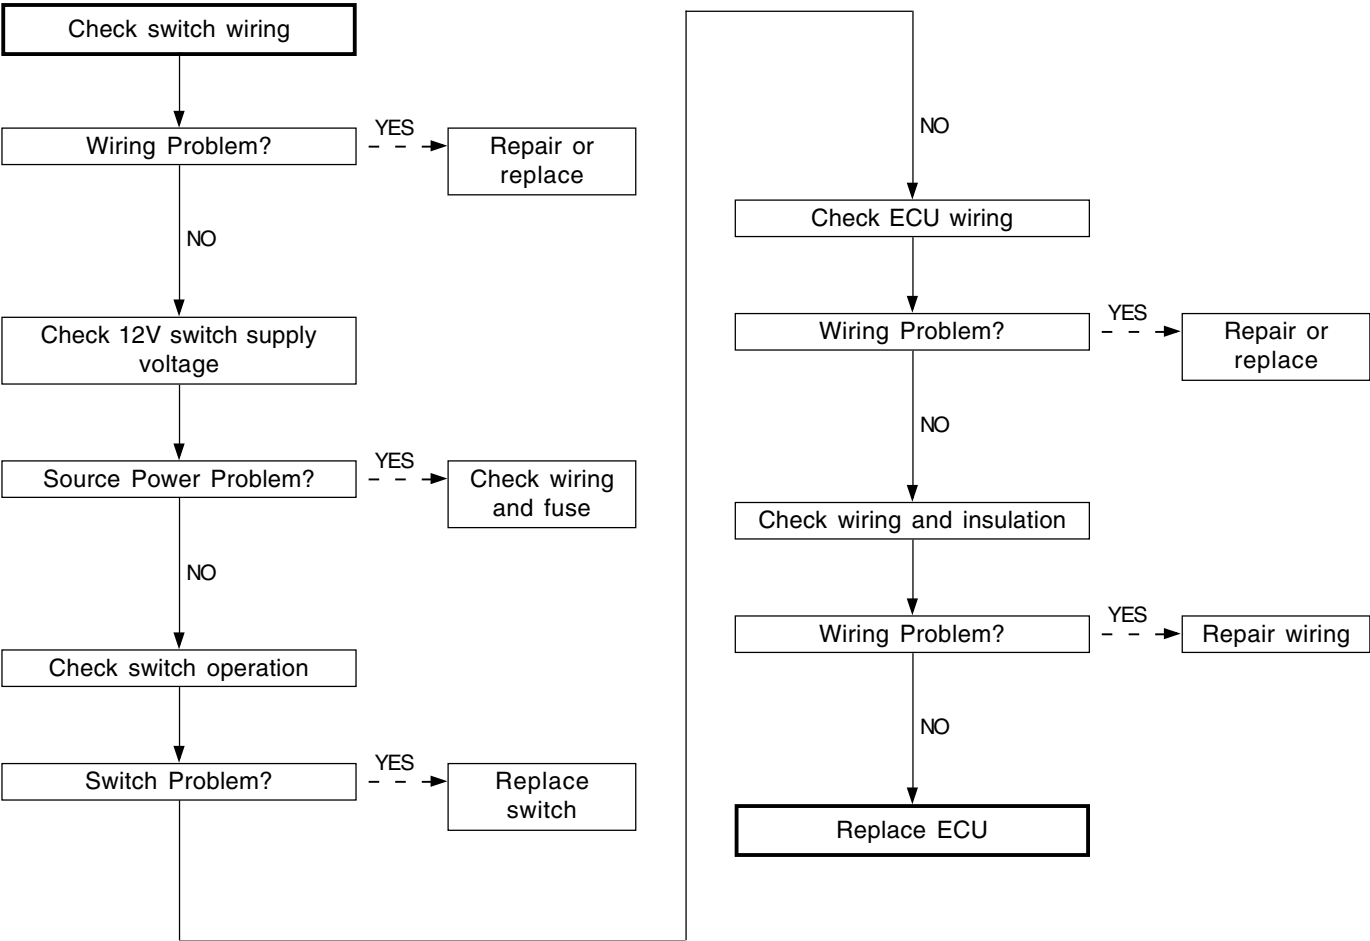 Check switch wiring
Wiring Problem?
YES
Repair or
replace
NO
Check 12V switch supply
voltage
Source Power Problem?
YES
Check wiring
and fuse
NO
Check switch operation
Switch Problem?
YES
Replace
switch
NO
Check ECU wiring
Wiring Problem?
YES
Repair or
replace
NO
Check wiring and insulation
Wiring Problem?
YES
Repair wiring
NO
Replace ECU